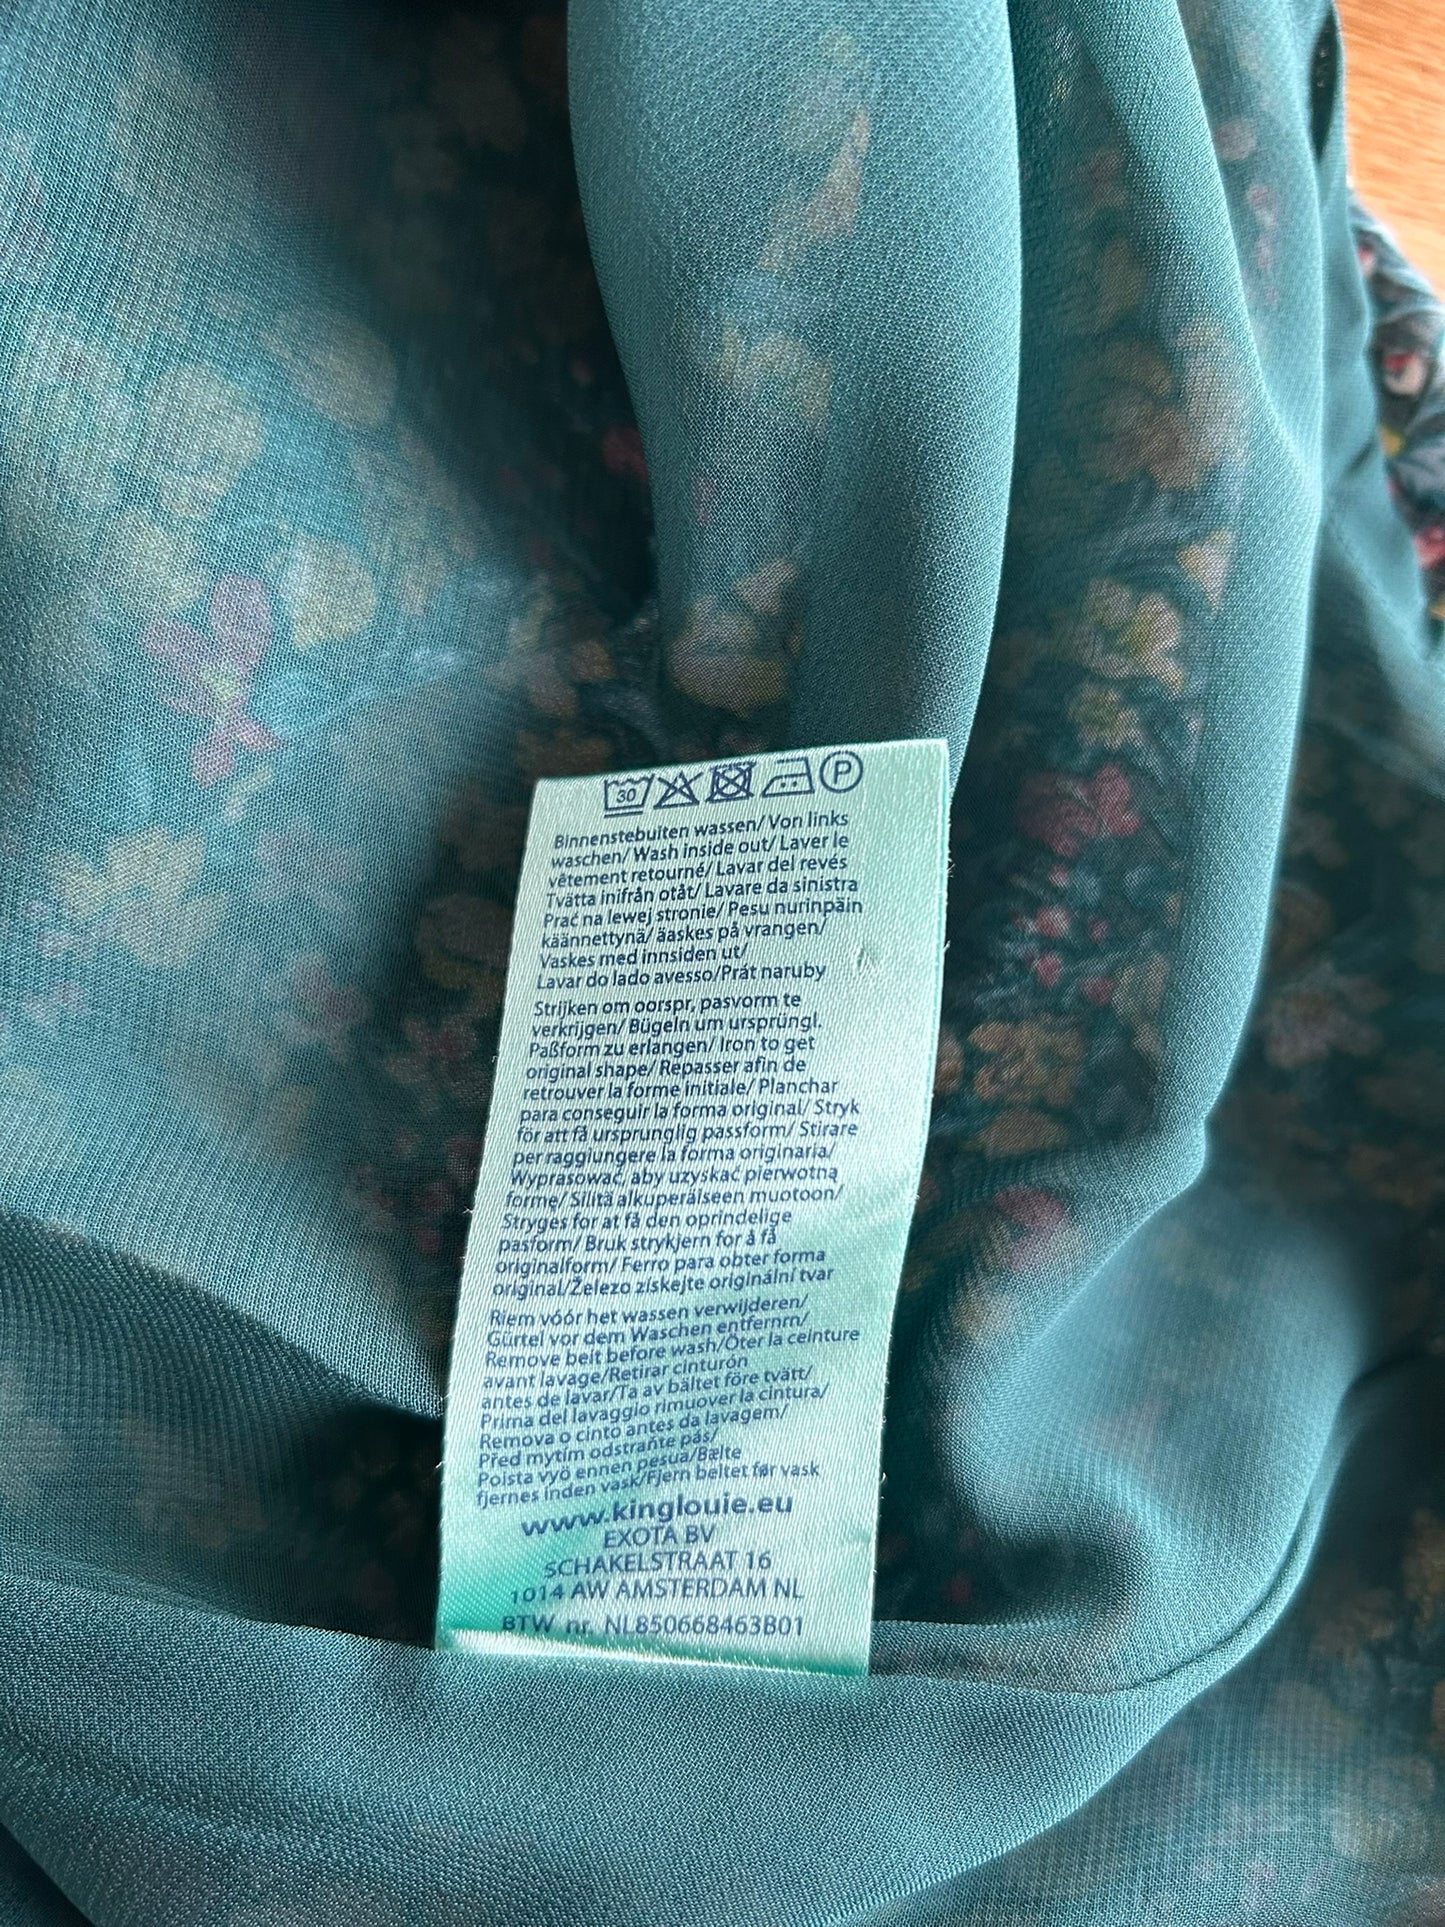 30 P
Binnenstebuiten wassen/ Von links
waschen/ Wash inside out/ Laver le
vêtement retourné/ Lavar del revés
Tvätta inifrån otåt/ Lavare da sinistra
Prać na lewej stronie/ Pesu nurinpäin
käännettynä/ äaskes på vrangen/
Vaskes med innsiden ut/
Lavar do lado avesso/Prát naruby
Strijken om oorspr, pasvorm te
verkrijgen/ Bügeln um ursprüngl.
Paßform zu erlangen/ Iron to get
original shape/ Repasser afin de
retrouver la forme initiale/ Planchar
para conseguir la forma original/ Stryk
för att få ursprunglig passform/ Stirare
per raggiungere la forma originaria/
Wyprasować, aby uzyskać pierwotną
formę/ Silitä alkuperälseen muotoon/
Stryges for at få den oprindelige
pasform/ Bruk strykjern for å få
originalform/ Ferro para obter forma
original/Železo získejte originální tvar
Riem vóór het wassen verwijderen/
Gürtel vor dem Waschen entfernrn/
Remove belt before wash/Ôter la ceinture
avant lavage/Retirar cinturón
antes de lavar/Ta av bältet före tvätt/
Prima del lavaggio rimuover la cintura/
Remova o cinto antes da lavagem/
Před mytím odstraňte pás/
Poista vyö ennen pesua/Bælte
fjernes inden vask/Fjern beltet før vask
www.kinglouie.eu
EXOTA BV
SCHAKELSTRAAT 16
1014 AW AMSTERDAM NL
BTW nr. NL850668463B01